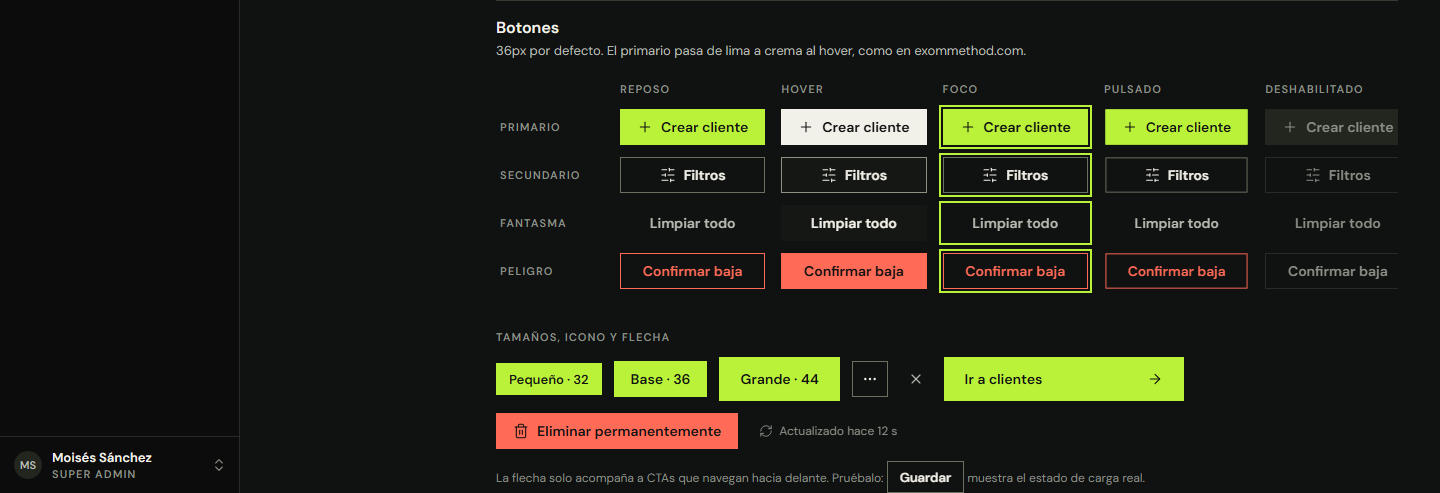 Botones
36px por defecto. El primario pasa de lima a crema al hover, como en exommethod.com.
REPOSO HOVER FOCO PULSADO DESHABILITADO
PRIMARIO Crear cliente Crear cliente Crear cliente Crear cliente Crear cliente
SECUNDARIO Filtros Filtros Filtros Filtros Filtros
FANTASMA Limpiar todo Limpiar todo Limpiar todo Limpiar todo Limpiar todo
PELIGRO Confirmar baja Confirmar baja Confirmar baja Confirmar baja Confirmar baja
TAMAÑOS, ICONO Y FLECHA
Pequeño · 32 Base · 36 Grande · 44 Ir a clientes
Eliminar permanentemente Actualizado hace 12 s
La flecha solo acompaña a CTAs que navegan hacia delante. Pruébalo: Guardar muestra el estado de carga real.
MS Moisés Sánchez
SUPER ADMIN